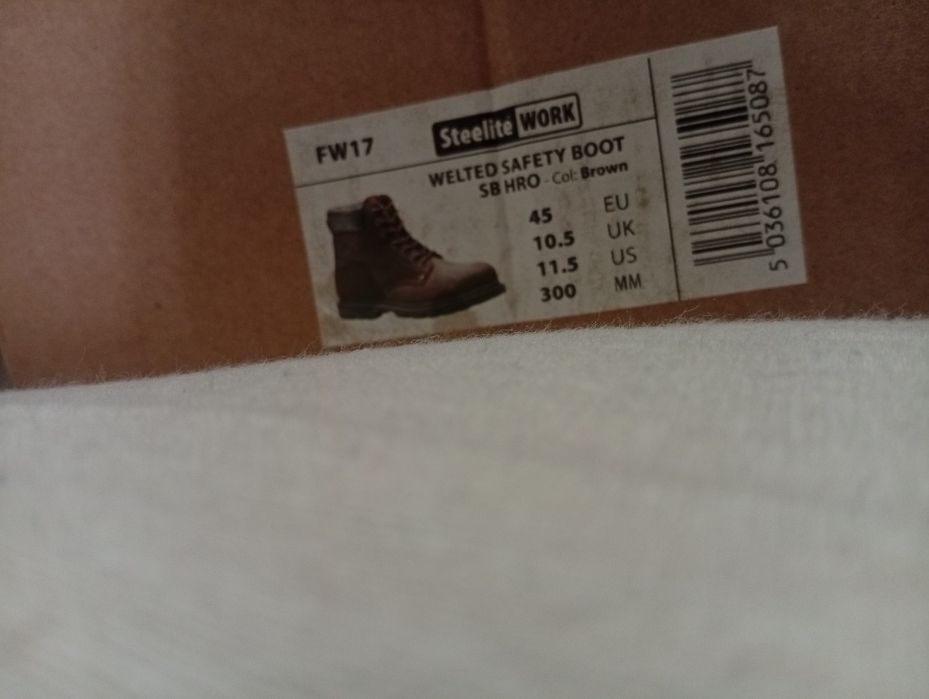 FW17
Steelite WORK
WELTED SAFETY BOOT
SB HRO - Col: Brown
45 EU
10.5 UK
11.5 US
300 MM
5 036108 165087